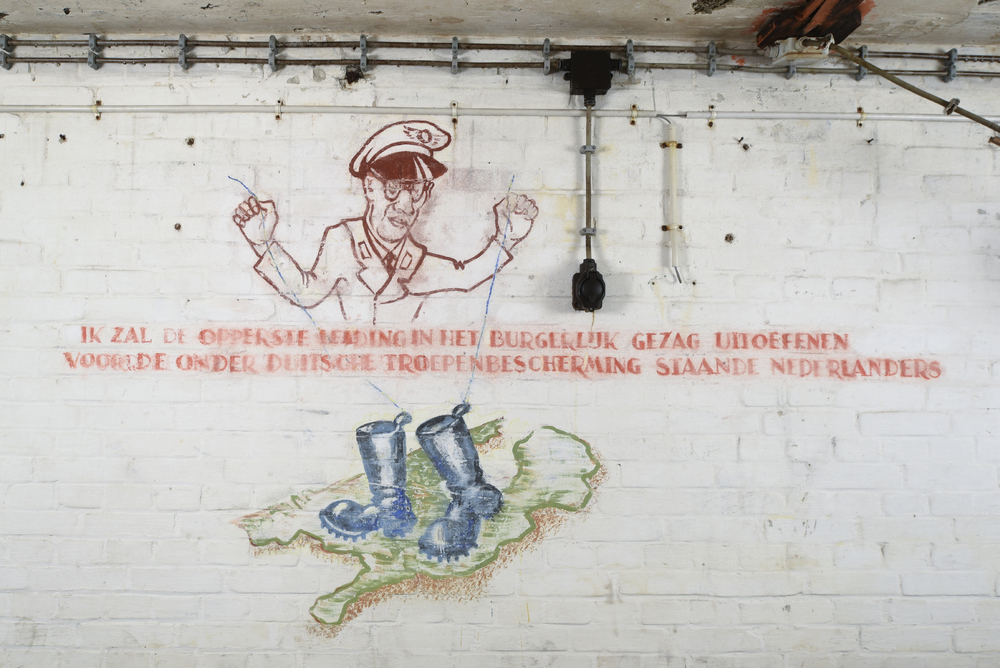 IK ZAL DE OPPERSTE LEIDING IN HET BURGERLIJK GEZAG UITOEFENEN
VOOR DE ONDER DUITSCHE TROEPENBESCHERMING STAANDE NEDERLANDERS